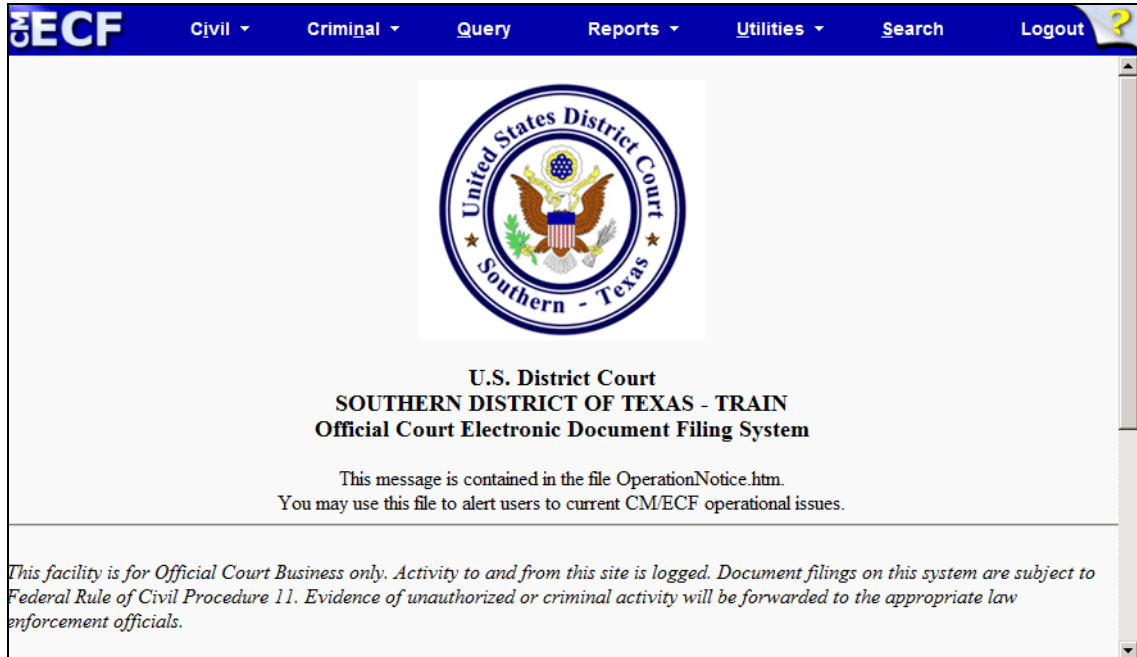 CM ECF Civil Criminal Query Reports Utilities Search Logout ?
United States District Court
Southern - Texas
U.S. District Court
SOUTHERN DISTRICT OF TEXAS - TRAIN
Official Court Electronic Document Filing System
This message is contained in the file OperationNotice.htm.
You may use this file to alert users to current CM/ECF operational issues.
This facility is for Official Court Business only. Activity to and from this site is logged. Document filings on this system are subject to
Federal Rule of Civil Procedure 11. Evidence of unauthorized or criminal activity will be forwarded to the appropriate law
enforcement officials.